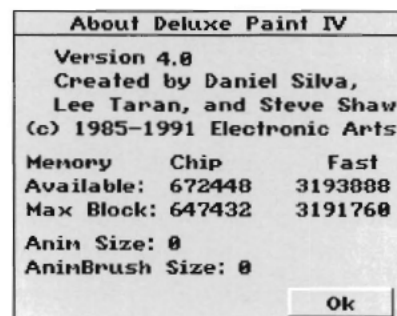 About Deluxe Paint IV
Version 4.0
Created by Daniel Silva,
Lee Taran, and Steve Shaw
(c) 1985-1991 Electronic Arts
Memory Chip Fast
Available: 672448 3193888
Max Block: 647432 3191760
Anim Size: 0
AnimBrush Size: 0
Ok